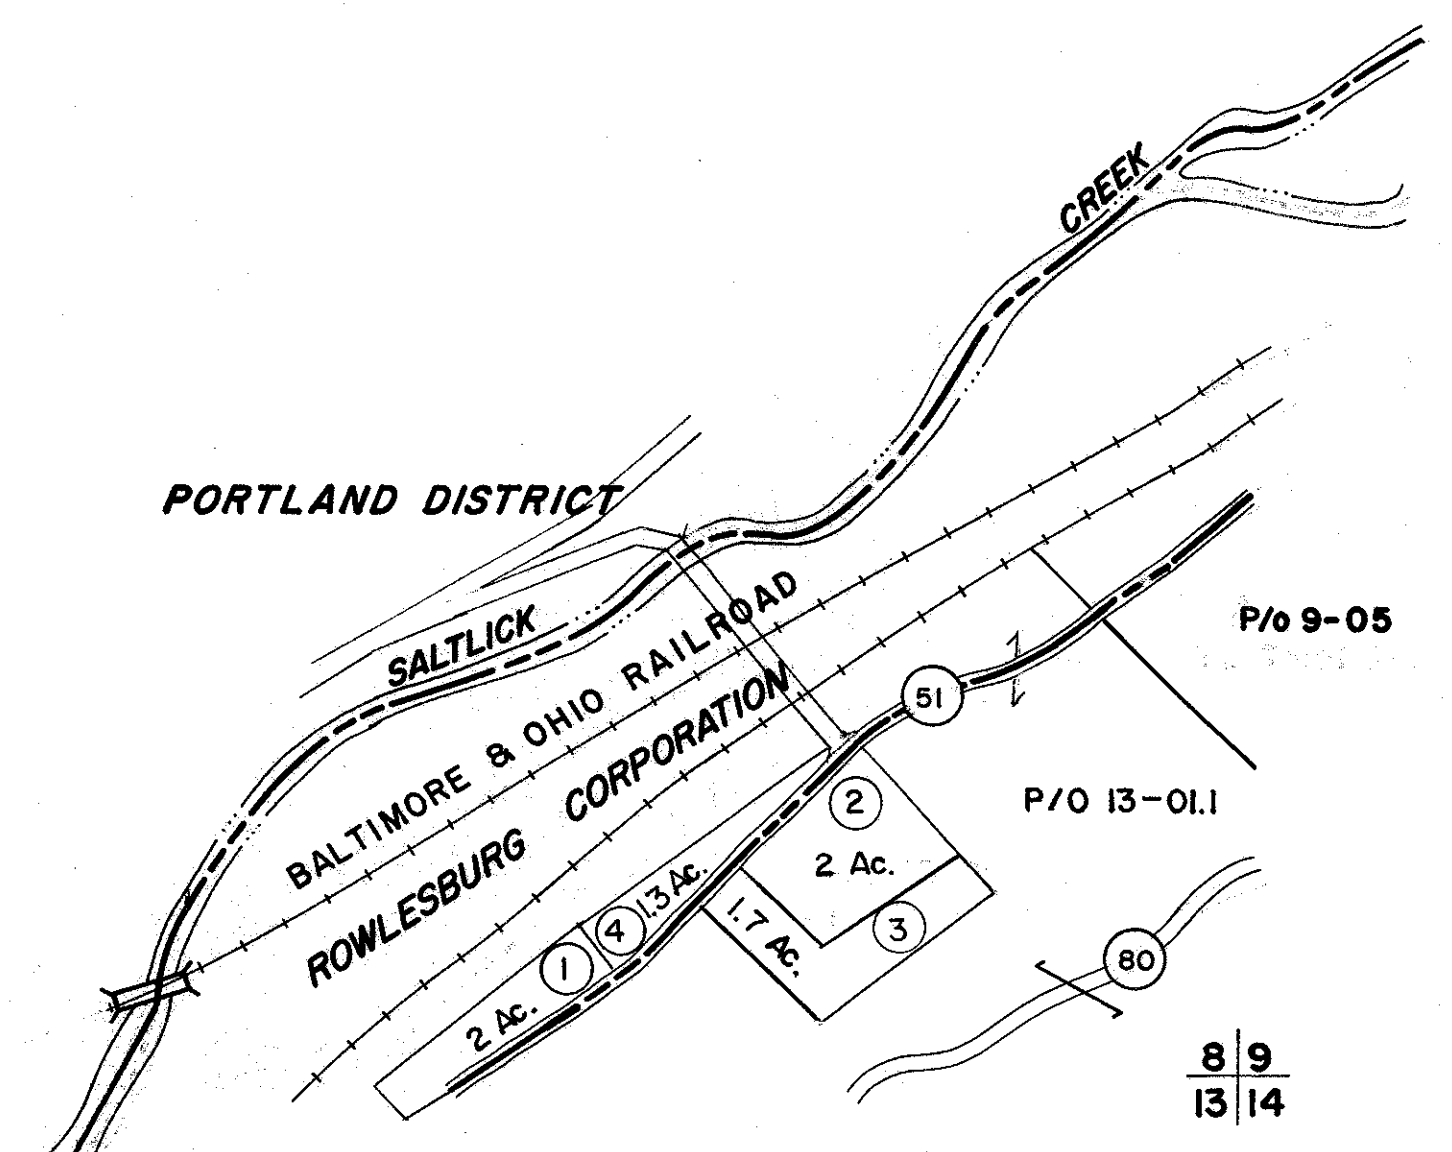 CREEK
PORTLAND DISTRICT
SALTLICK
BALTIMORE & OHIO RAILROAD
ROWLESBURG CORPORATION
P/o 9-05
51
P/O 13-01.1
2
2 Ac.
3
1.7 Ac.
4
1.3 Ac.
1
2 Ac.
80
8 9
13 14